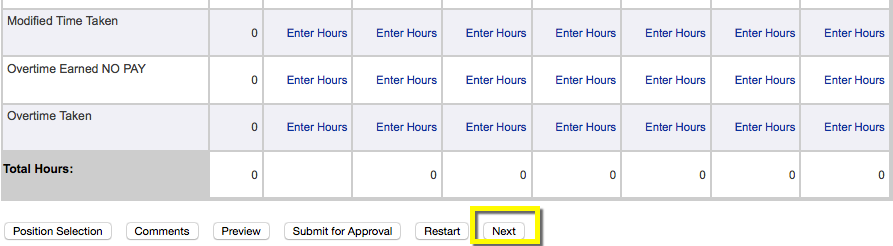 Modified Time Taken 0 Enter Hours Enter Hours Enter Hours Enter Hours Enter Hours Enter Hours Enter Hours
Overtime Earned NO PAY 0 Enter Hours Enter Hours Enter Hours Enter Hours Enter Hours Enter Hours Enter Hours
Overtime Taken 0 Enter Hours Enter Hours Enter Hours Enter Hours Enter Hours Enter Hours Enter Hours
Total Hours: 0 0 0 0 0 0 0
Position Selection Comments Preview Submit for Approval Restart Next